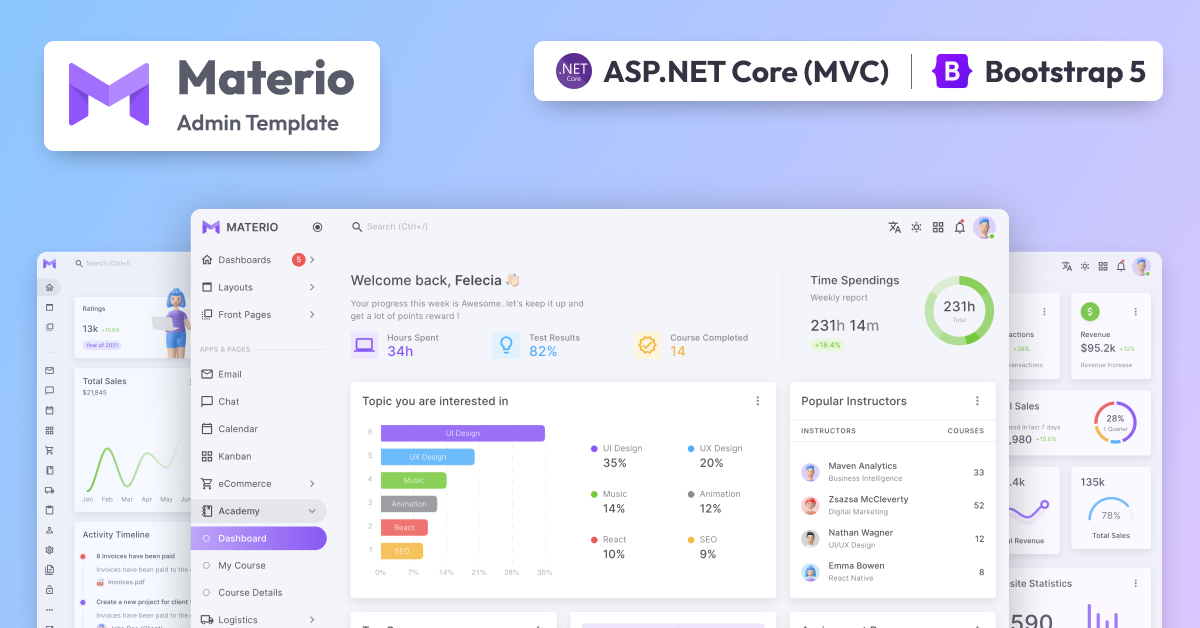 Materio
Admin Template
.NET
Core
ASP.NET Core (MVC)
B
Bootstrap 5
MATERIO
Search (Ctrl+/)
Dashboards
5
Layouts
Front Pages
APPS & PAGES
Email
Chat
Calendar
Kanban
eCommerce
Academy
Dashboard
My Course
Course Details
Logistics
Welcome back, Felecia
Your progress this week is Awesome. let's keep it up and
get a lot of points reward !
Hours Spent
34h
Test Results
82%
Course Completed
14
Time Spendings
Weekly report
231h 14m
+18.4%
231h
Total
Topic you are interested in
6
UI Design
5
UX Design
4
Music
3
Animation
2
React
1
SEO
0%
7%
14%
21%
28%
35%
UI Design
35%
UX Design
20%
Music
14%
Animation
12%
React
10%
SEO
9%
Popular Instructors
INSTRUCTORS
COURSES
Maven Analytics
Business Intelligence
33
Zsazsa McCleverty
Digital Marketing
52
Nathan Wagner
UI/UX Design
12
Emma Bowen
React Native
8
Search (Ctrl+/)
Ratings
13k +15.6%
Year of 2021
Total Sales
$21,845
Jan
Feb
Mar
Apr
May
Activity Timeline
8 Invoices have been paid
Invoices have been paid to the
invoices.pdf
Create a new project for client
Invoices have been paid to the
+38%
$
Revenue
$95.2k +12%
Revenue Increase
Sales
in last 7 days
,980 +15.6%
28%
1 Quarter
.4k
Revenue
135k
78%
Total Sales
site Statistics
590